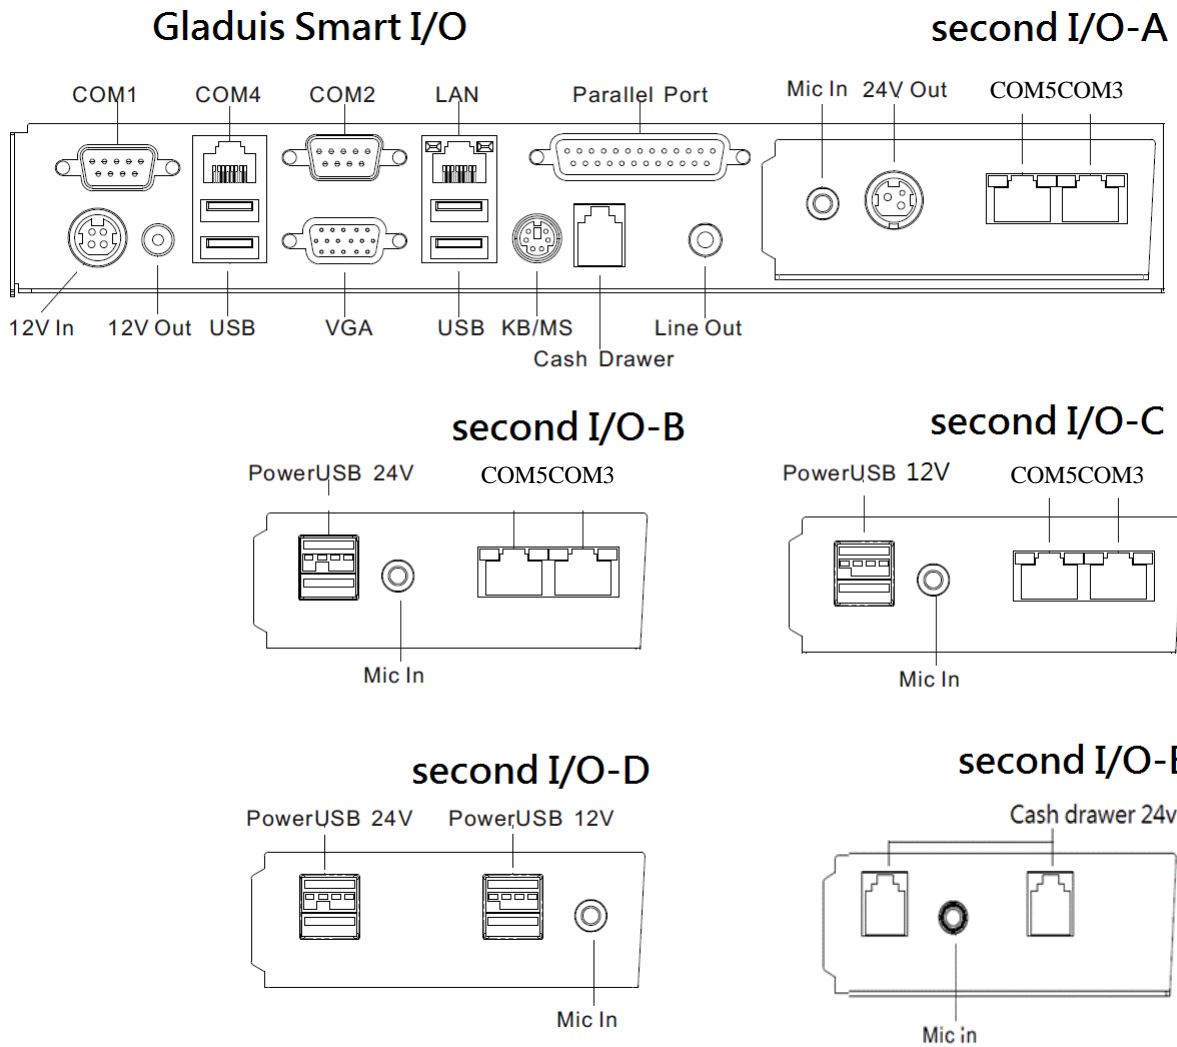 Gladuis Smart I/O
second I/O-A
COM1 COM4 COM2 LAN Parallel Port Mic In 24V Out COM5COM3
12V In 12V Out USB VGA USB KB/MS Line Out
Cash Drawer
second I/O-B
second I/O-C
PowerUSB 24V COM5COM3
PowerUSB 12V COM5COM3
Mic In
Mic In
second I/O-D
second I/O-E
PowerUSB 24V PowerUSB 12V
Cash drawer 24v
Mic In
Mic in